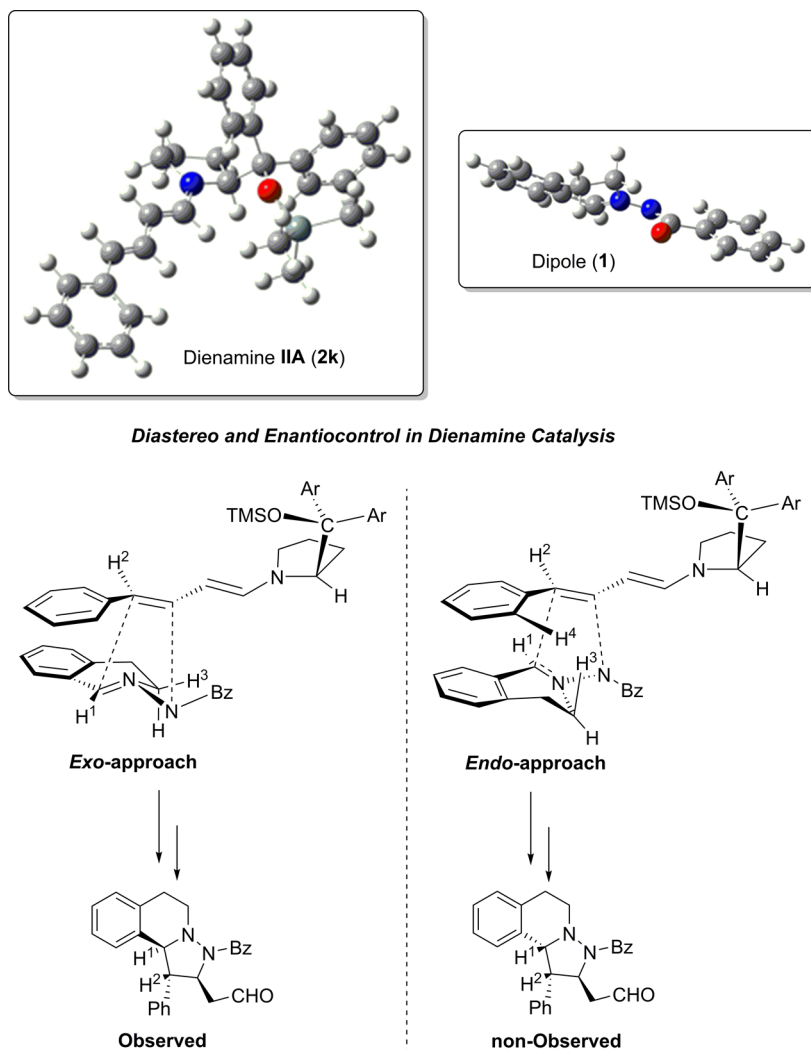 Dienamine IIA (2k)
Dipole (1)
Diastereo and Enantiocontrol in Dienamine Catalysis
Ar
TMSO
C
Ar
H²
N
H
H³
N
N
Bz
H¹
H
Exo-approach
Ar
TMSO
C
Ar
H²
N
H
H⁴
H¹
H³
N
N
Bz
H
Endo-approach
N
H¹
N
Bz
H²
Ph
CHO
Observed
N
H¹
N
Bz
H²
Ph
CHO
non-Observed